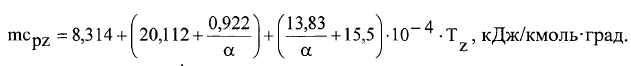 mc_pz = 8,314 + (20,112 + 0,922/α) + (13,83/α + 15,5)·10⁻⁴·T_z, кДж/кмоль·град.